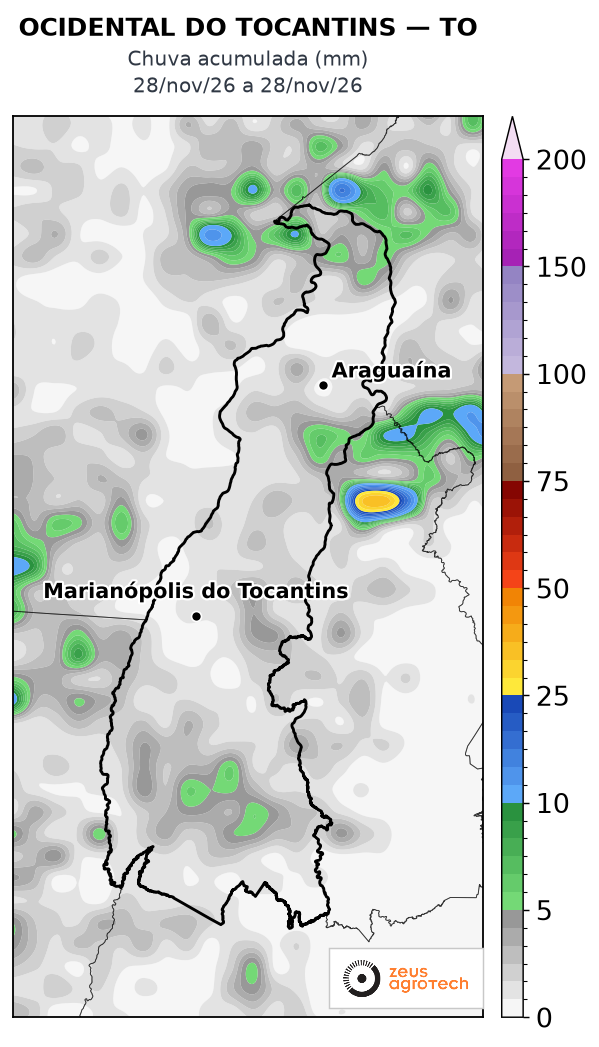 OCIDENTAL DO TOCANTINS — TO
Chuva acumulada (mm)
28/nov/26 a 28/nov/26
200
150
100
75
50
25
10
5
0
Araguaína
Marianópolis do Tocantins
zeus
agrotech